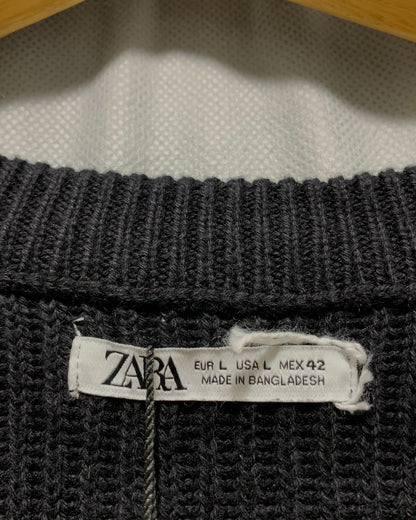 ZARA EUR L USA L MEX 42
MADE IN BANGLADESH